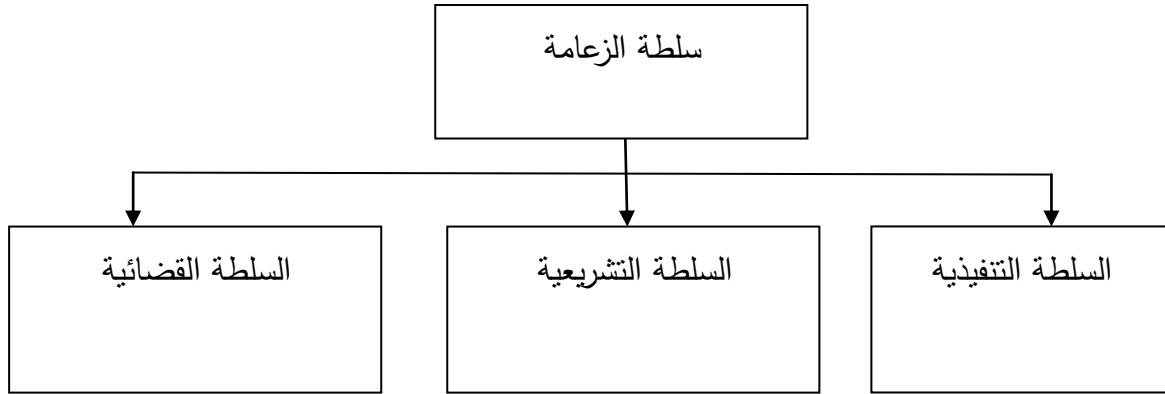 سلطة الزعامة
السلطة التنفيذية
السلطة التشريعية
السلطة القضائية